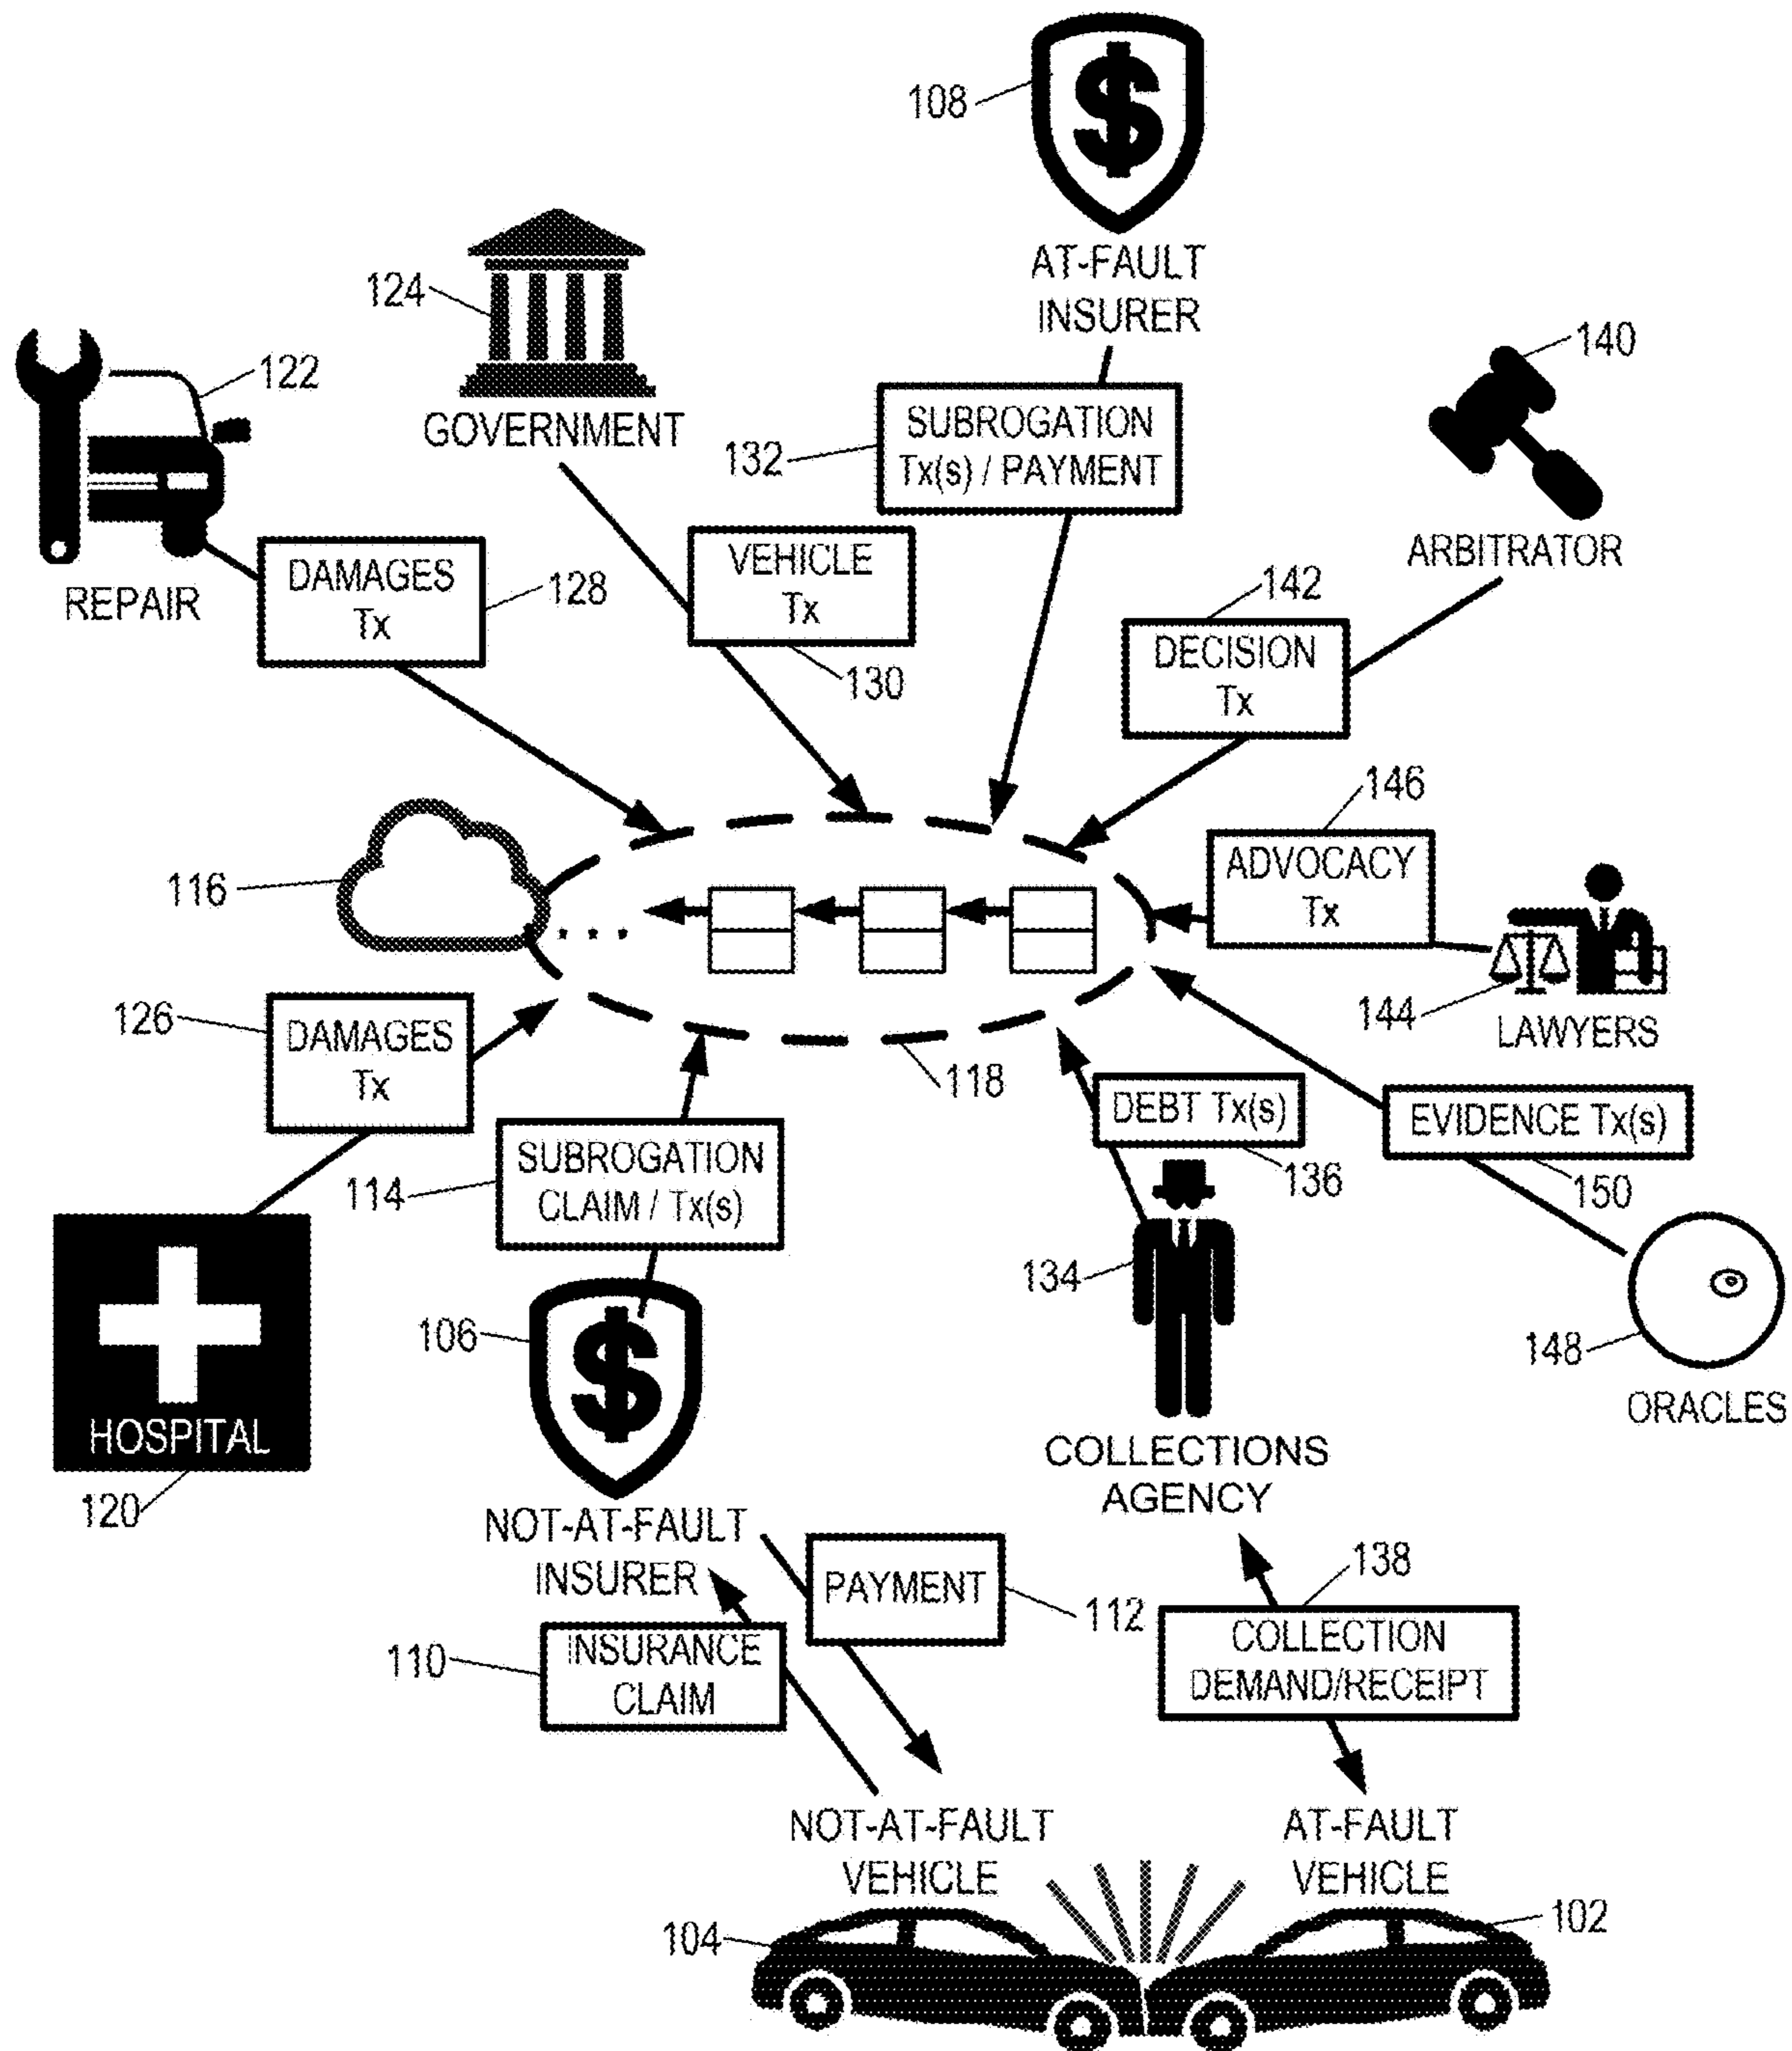 108
$
AT-FAULT
INSURER
124
GOVERNMENT
122
REPAIR
140
ARBITRATOR
132
SUBROGATION
Tx(s) / PAYMENT
DAMAGES
Tx
128
VEHICLE
Tx
130
142
DECISION
Tx
146
ADVOCACY
Tx
116
...
144
LAWYERS
126
DAMAGES
Tx
118
DEBT Tx(s)
136
EVIDENCE Tx(s)
150
114
SUBROGATION
CLAIM / Tx(s)
134
148
ORACLES
HOSPITAL
120
106
$
NOT-AT-FAULT
INSURER
COLLECTIONS
AGENCY
PAYMENT
112
138
COLLECTION
DEMAND/RECEIPT
110
INSURANCE
CLAIM
NOT-AT-FAULT
VEHICLE
AT-FAULT
VEHICLE
104
102